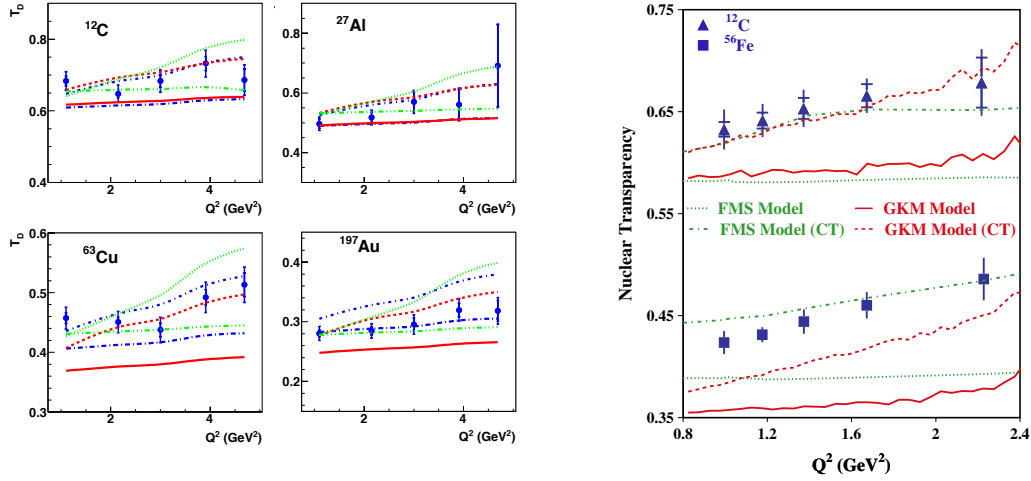 T_D
¹²C
0.8
0.6
0.4
2
4
Q² (GeV²)
²⁷Al
0.8
0.6
0.4
0.2
2
4
Q² (GeV²)
T_D
⁶³Cu
0.6
0.5
0.4
0.3
2
4
Q² (GeV²)
¹⁹⁷Au
0.4
0.3
0.2
2
4
Q² (GeV²)
Nuclear Transparency
0.75
0.65
0.55
0.45
0.35
¹²C
⁵⁶Fe
FMS Model
GKM Model
FMS Model (CT)
GKM Model (CT)
0.8
1.2
1.6
2
2.4
Q² (GeV²)